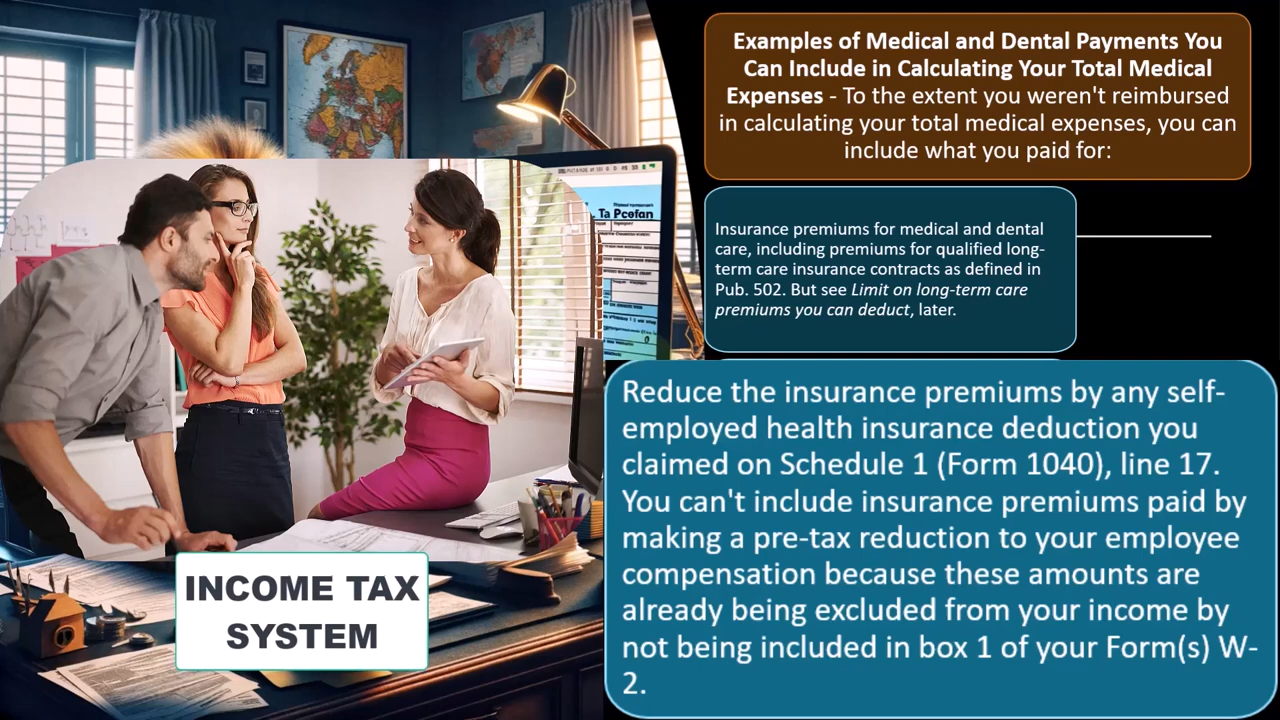 Examples of Medical and Dental Payments You
Can Include in Calculating Your Total Medical
Expenses - To the extent you weren't reimbursed
in calculating your total medical expenses, you can
include what you paid for:
Insurance premiums for medical and dental
care, including premiums for qualified long-
term care insurance contracts as defined in
Pub. 502. But see Limit on long-term care
premiums you can deduct, later.
Reduce the insurance premiums by any self-
employed health insurance deduction you
claimed on Schedule 1 (Form 1040), line 17.
You can't include insurance premiums paid by
making a pre-tax reduction to your employee
compensation because these amounts are
already being excluded from your income by
not being included in box 1 of your Form(s) W-
2.
Ta Pcofan
INCOME TAX
SYSTEM